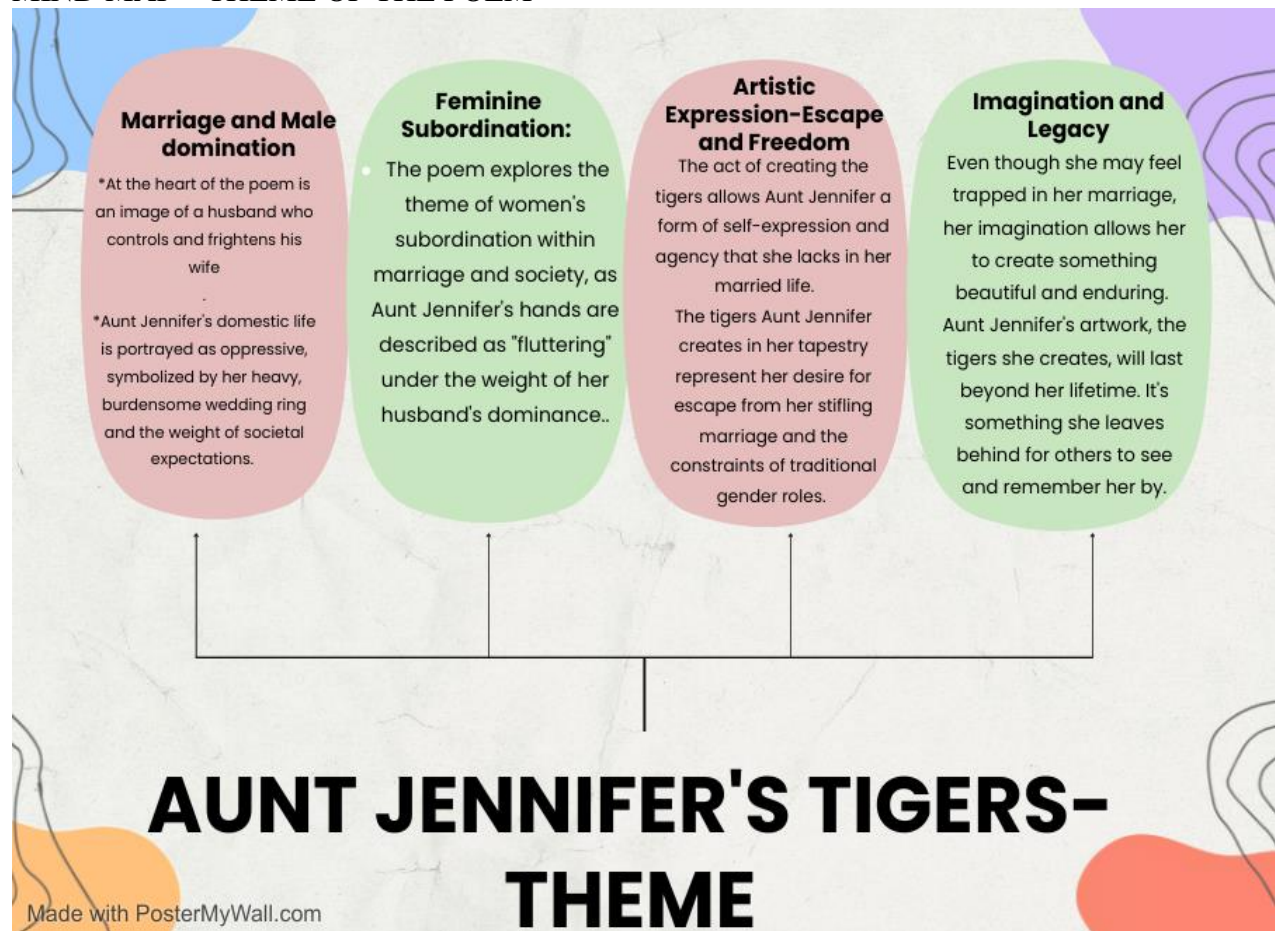 Marriage and Male
domination
*At the heart of the poem is
an image of a husband who
controls and frightens his
wife
.
*Aunt Jennifer's domestic life
is portrayed as oppressive,
symbolized by her heavy,
burdensome wedding ring
and the weight of societal
expectations.
Feminine
Subordination:
The poem explores the
theme of women's
subordination within
marriage and society, as
Aunt Jennifer's hands are
described as "fluttering"
under the weight of her
husband's dominance..
Artistic
Expression-Escape
and Freedom
The act of creating the
tigers allows Aunt Jennifer a
form of self-expression and
agency that she lacks in her
married life.
The tigers Aunt Jennifer
creates in her tapestry
represent her desire for
escape from her stifling
marriage and the
constraints of traditional
gender roles.
Imagination and
Legacy
Even though she may feel
trapped in her marriage,
her imagination allows her
to create something
beautiful and enduring.
Aunt Jennifer's artwork, the
tigers she creates, will last
beyond her lifetime. It's
something she leaves
behind for others to see
and remember her by.
AUNT JENNIFER'S TIGERS-
THEME
Made with PosterMyWall.com